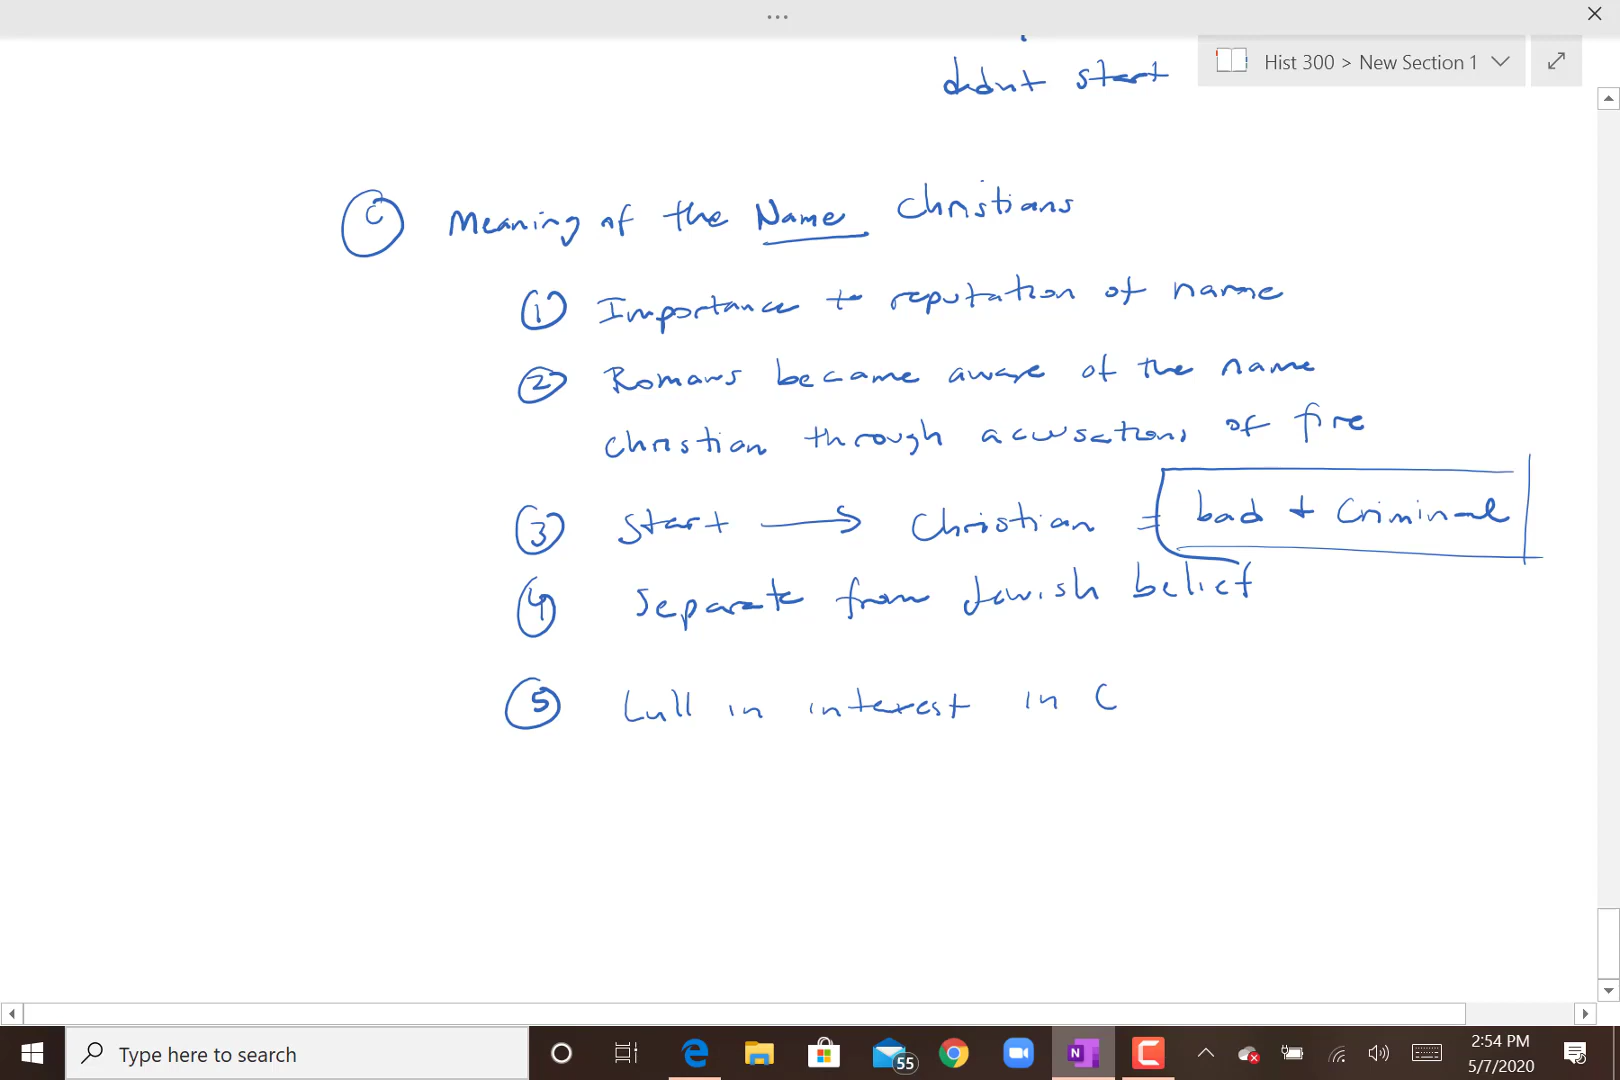 Hist 300 > New Section 1
didnt start
C Meaning of the Name Christians
1 Importance to reputation of name
2 Romans became aware of the name
Christian through accusations of fire
3 Start → Christian = bad + Criminal
4 Separate from Jewish belief
5 Lull in interest in C
Type here to search
55
N
2:54 PM
5/7/2020